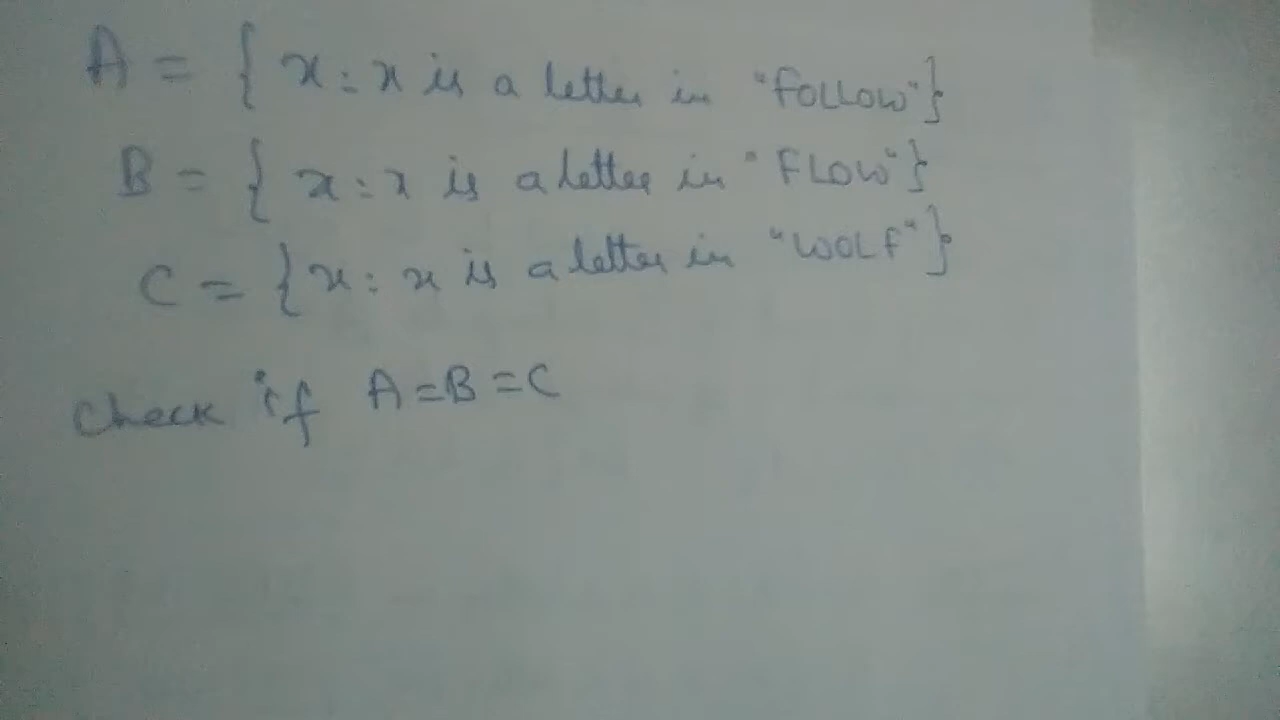 A = { x : x is a letter in "FOLLOW"}
B = { x : x is a letter in "FLOW"}
C = {x : x is a letter in "WOLF"}
Check if A=B=C